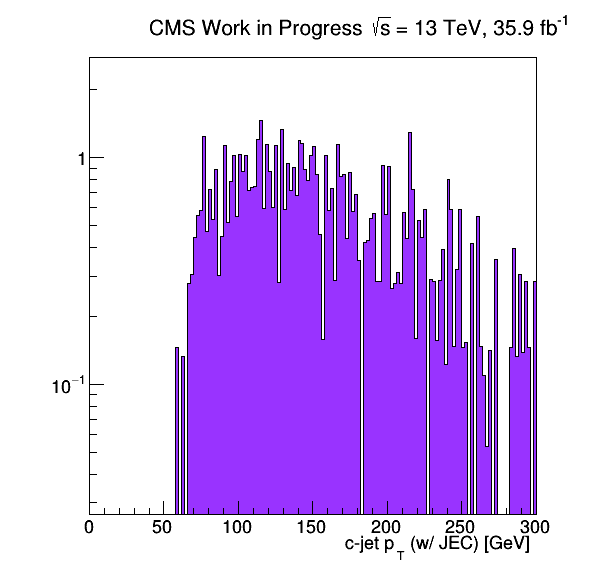 CMS Work in Progress √s = 13 TeV, 35.9 fb⁻¹
1
10⁻¹
0 50 100 150 200 250 300
c-jet p_T (w/ JEC) [GeV]